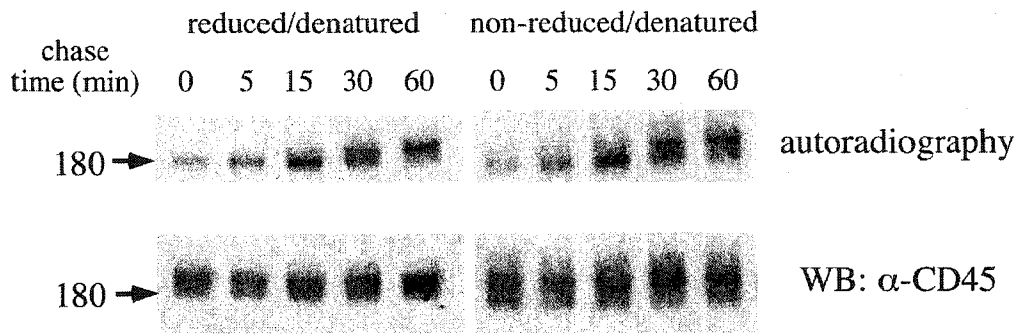 reduced/denatured non-reduced/denatured
chase
time (min) 0 5 15 30 60 0 5 15 30 60
180 autoradiography
180 WB: α-CD45